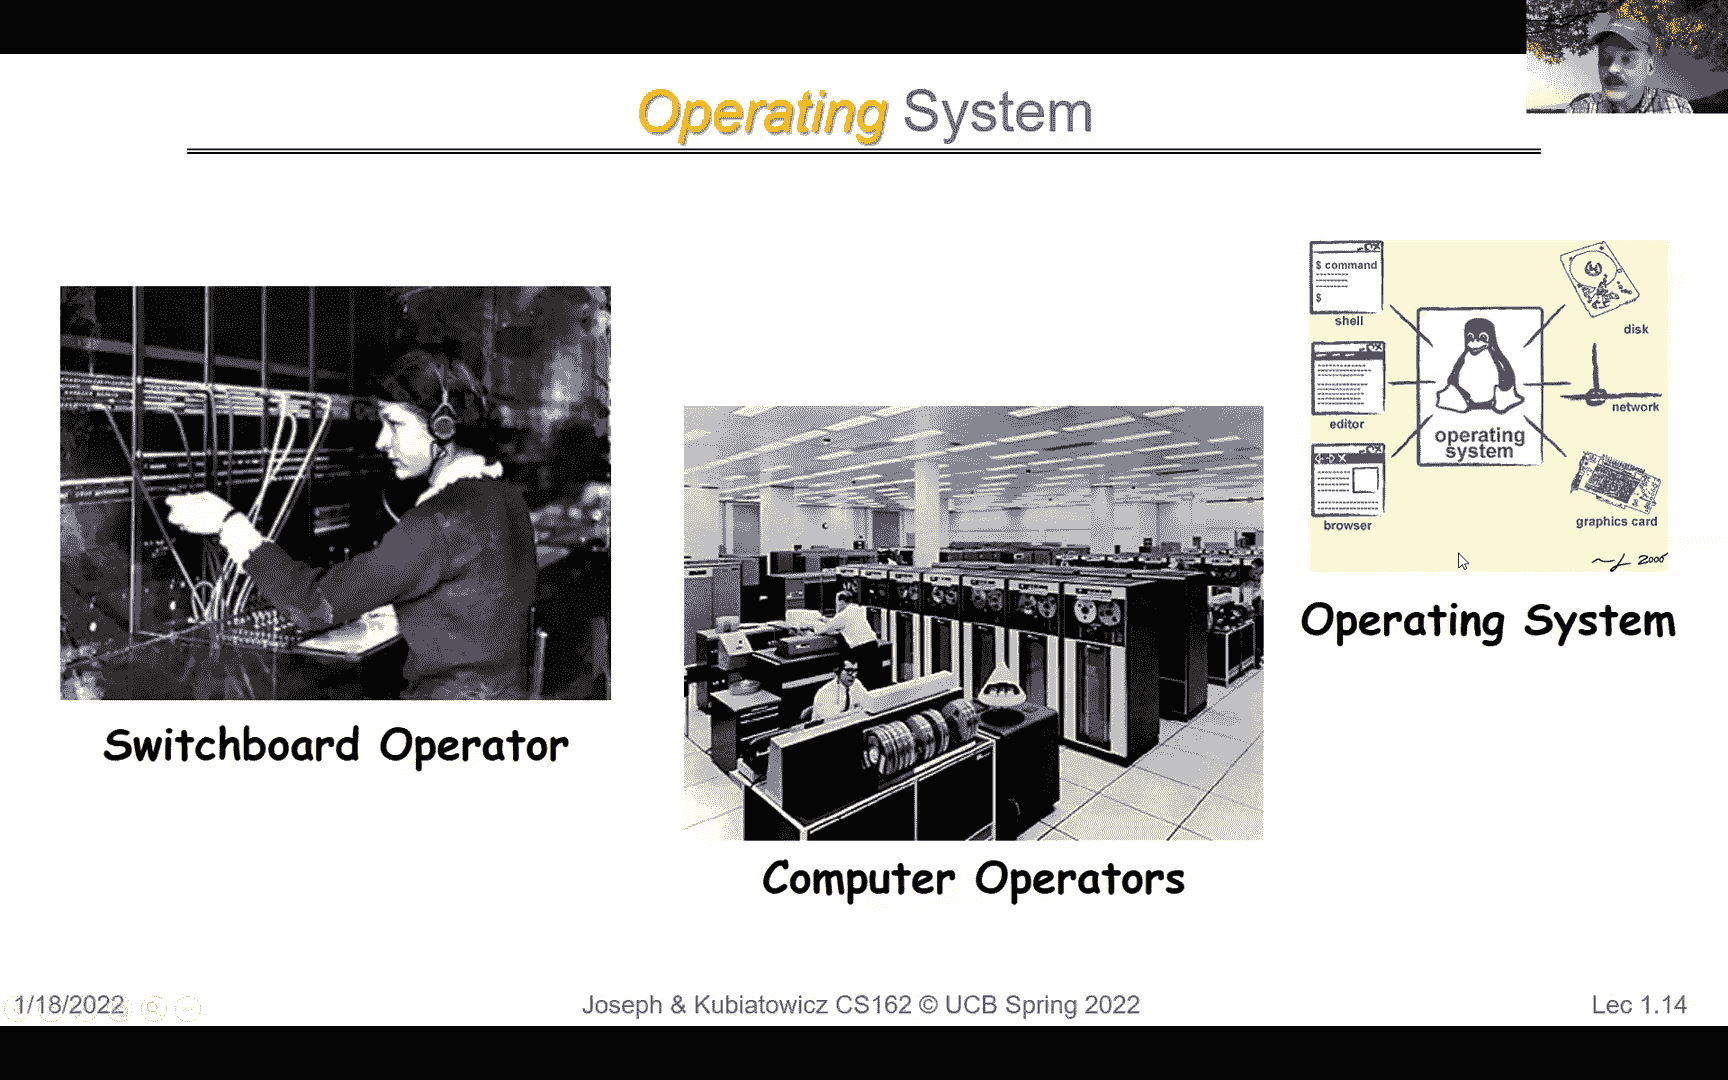 Operating System
Switchboard Operator
Computer Operators
$ command
$
shell
editor
browser
operating
system
disk
network
graphics card
2006
Operating System
1/18/2022
Joseph & Kubiatowicz CS162 © UCB Spring 2022
Lec 1.14